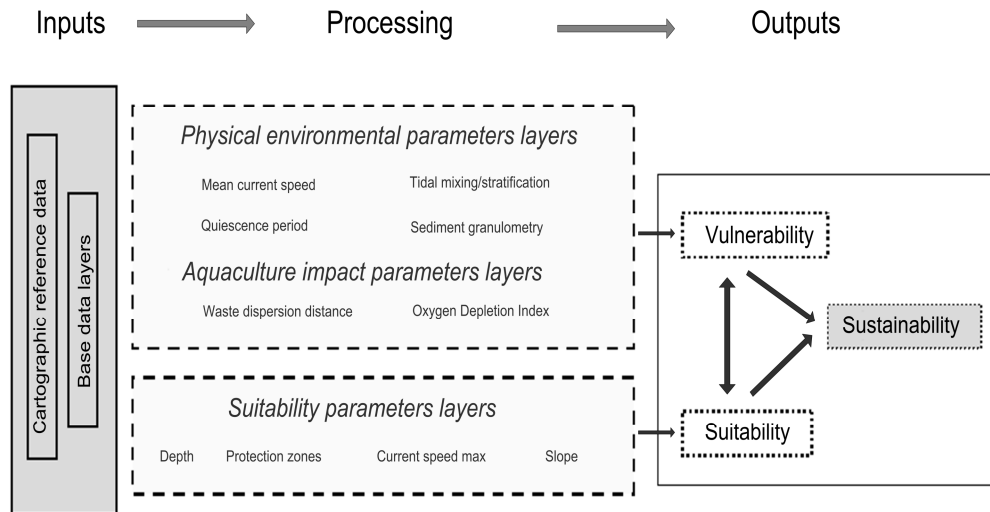 Inputs
Processing
Outputs
Cartographic reference data
Base data layers
Physical environmental parameters layers
Mean current speed
Tidal mixing/stratification
Quiescence period
Sediment granulometry
Aquaculture impact parameters layers
Waste dispersion distance
Oxygen Depletion Index
Suitability parameters layers
Depth
Protection zones
Current speed max
Slope
Vulnerability
Sustainability
Suitability